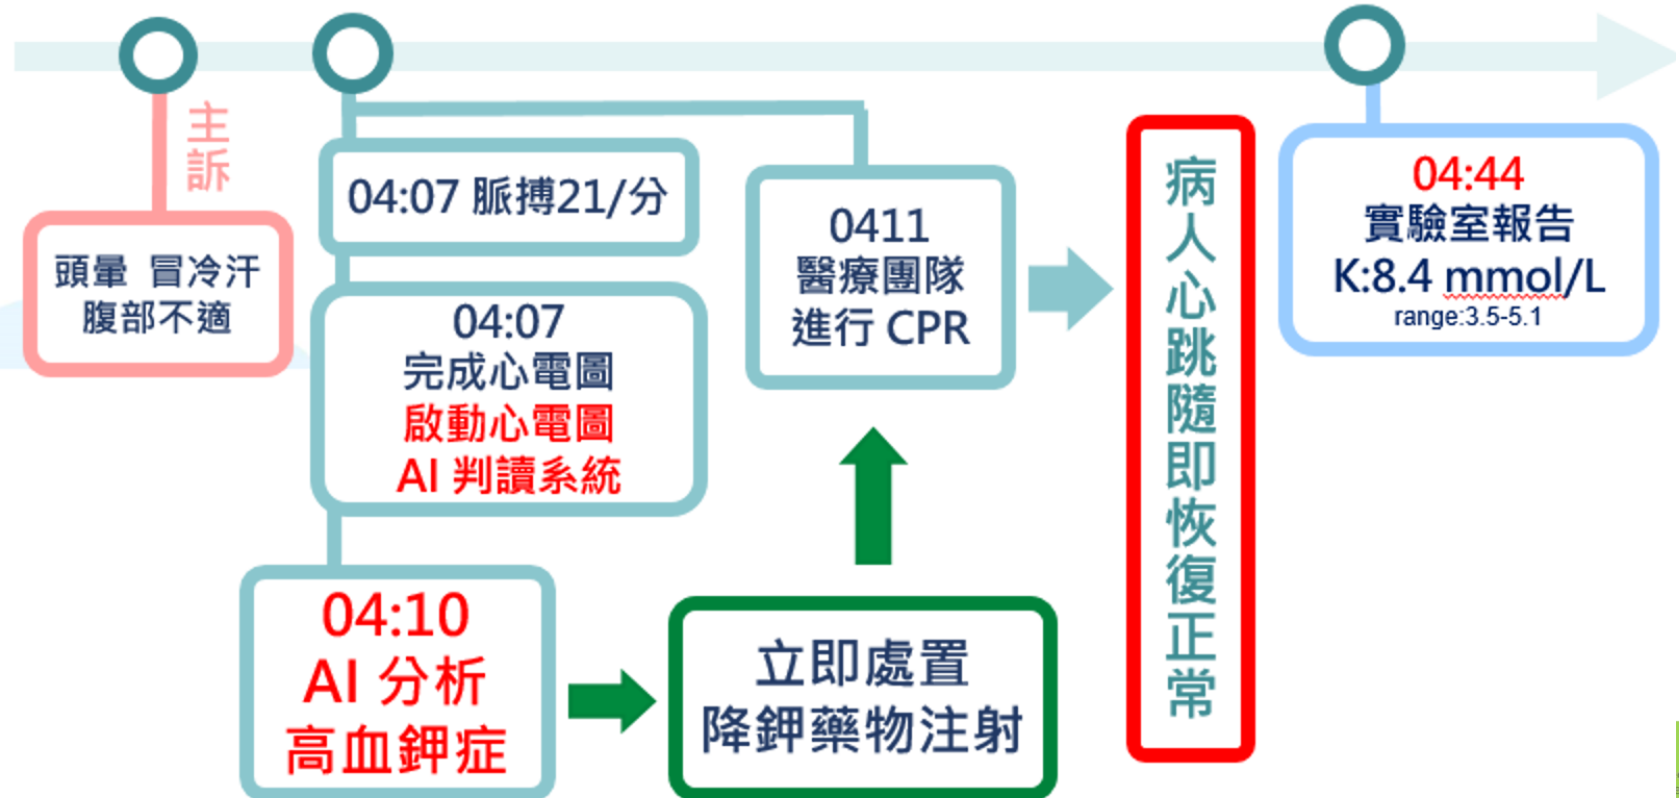 主訴
頭暈 冒冷汗
腹部不適
04:07 脈搏21/分
04:07
完成心電圖
啟動心電圖
AI 判讀系統
04:10
AI 分析
高血鉀症
立即處置
降鉀藥物注射
0411
醫療團隊
進行 CPR
病人心跳隨即恢復正常
04:44
實驗室報告
K:8.4 mmol/L
range:3.5-5.1